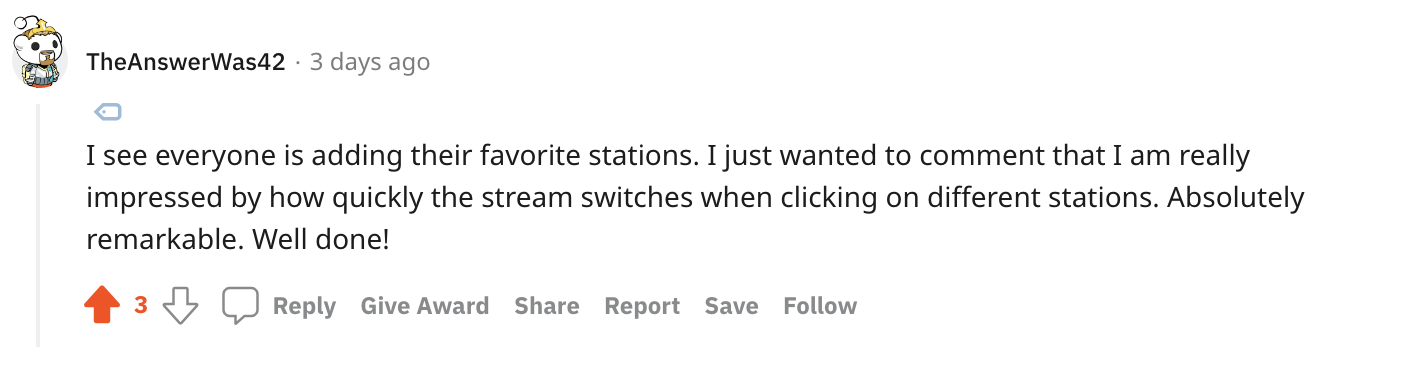 TheAnswerWas42 · 3 days ago
I see everyone is adding their favorite stations. I just wanted to comment that I am really
impressed by how quickly the stream switches when clicking on different stations. Absolutely
remarkable. Well done!
3 Reply Give Award Share Report Save Follow